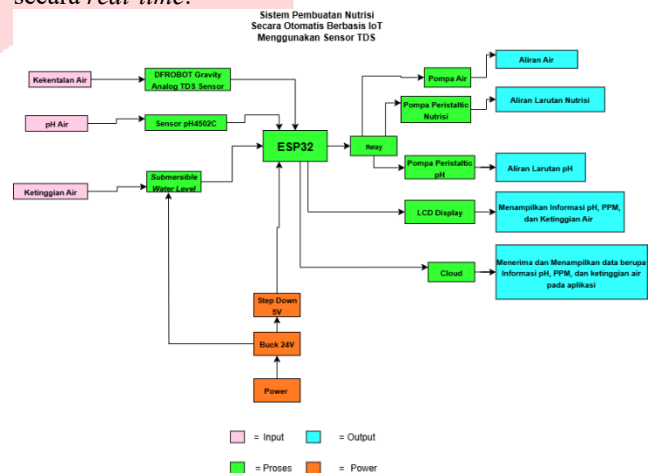 secara real-time.
Sistem Pembuatan Nutrisi
Secara Otomatis Berbasis IoT
Menggunakan Sensor TDS
Kekentalan Air
DFROBOT Gravity
Analog TDS Sensor
pH Air
Sensor pH4502C
Ketinggian Air
Submersible
Water Level
ESP32
Relay
Pompa Air
Aliran Air
Pompa Peristaltic
Nutrisi
Aliran Larutan Nutrisi
Pompa Peristaltic
pH
Aliran Larutan pH
LCD Display
Menampilkan Informasi pH, PPM,
dan Ketinggian Air
Cloud
Menerima dan Menampilkan data berupa
Informasi pH, PPM, dan ketinggian air
pada aplikasi
Step Down
5V
Buck 24V
Power
= Input
= Output
= Proses
= Power